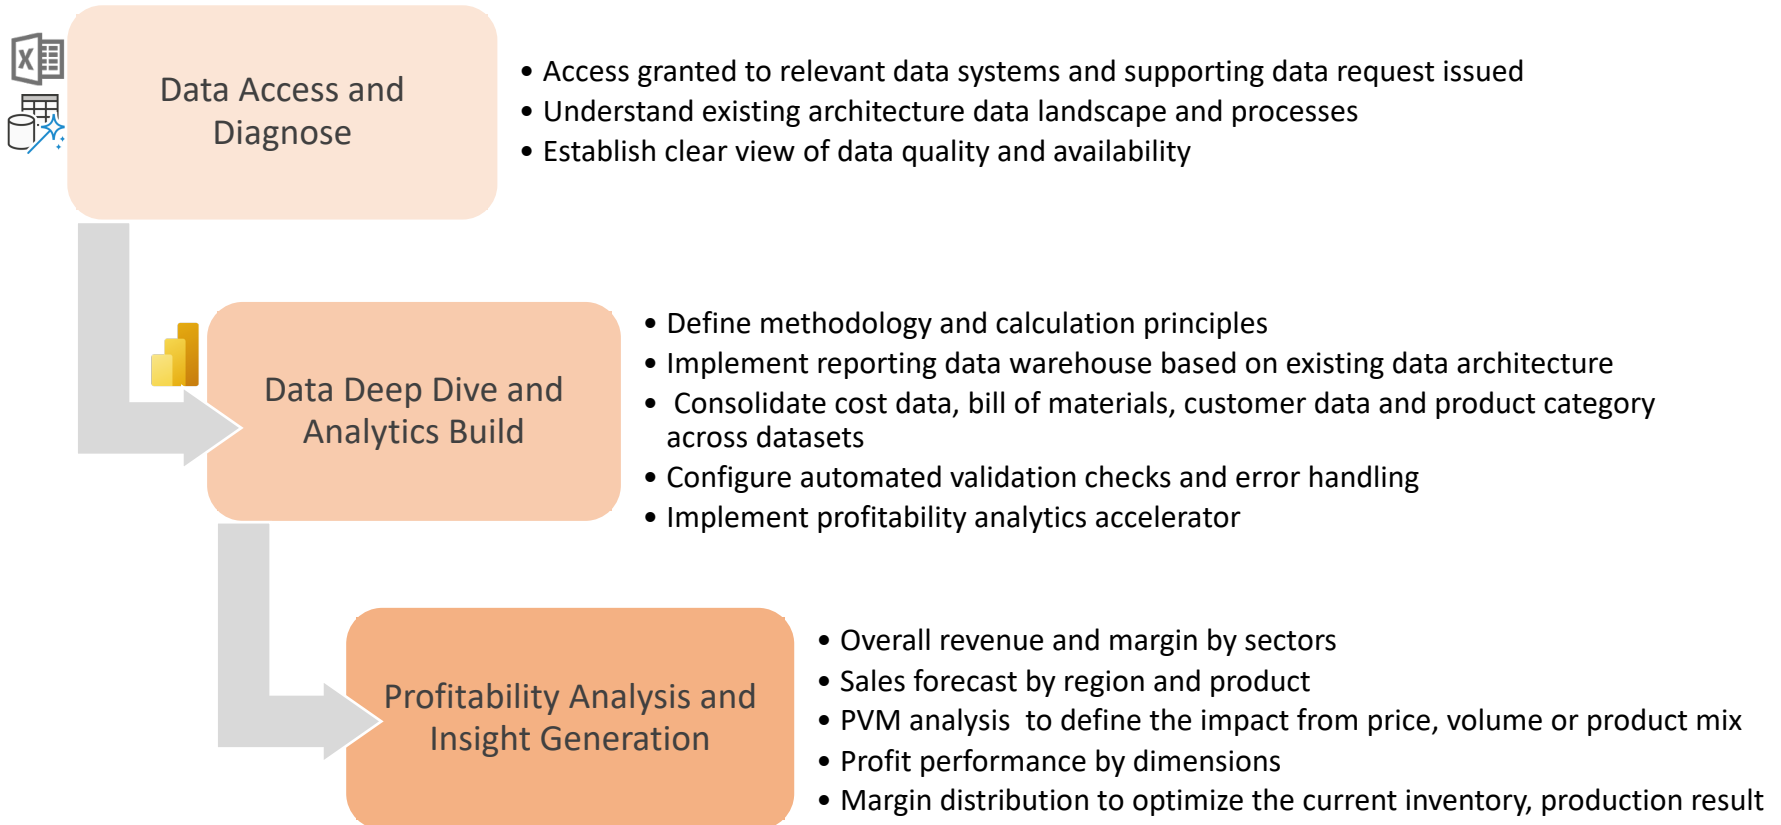 X
Data Access and
Diagnose
• Access granted to relevant data systems and supporting data request issued
• Understand existing architecture data landscape and processes
• Establish clear view of data quality and availability
Data Deep Dive and
Analytics Build
• Define methodology and calculation principles
• Implement reporting data warehouse based on existing data architecture
• Consolidate cost data, bill of materials, customer data and product category
across datasets
• Configure automated validation checks and error handling
• Implement profitability analytics accelerator
Profitability Analysis and
Insight Generation
• Overall revenue and margin by sectors
• Sales forecast by region and product
• PVM analysis  to define the impact from price, volume or product mix
• Profit performance by dimensions
• Margin distribution to optimize the current inventory, production result